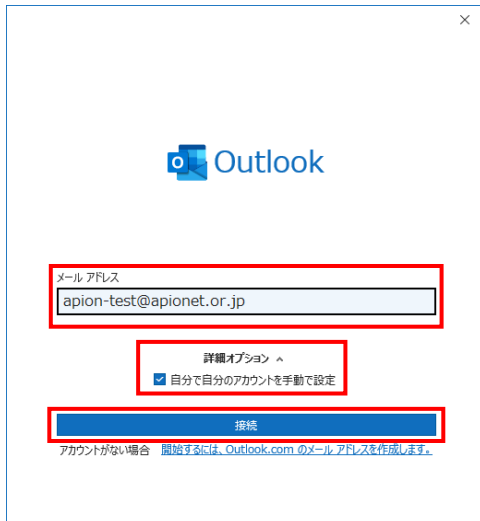 Outlook
メール アドレス
apion-test@apionet.or.jp
詳細オプション
自分で自分のアカウントを手動で設定
接続
アカウントがない場合 開始するには、Outlook.com のメール アドレスを作成します。